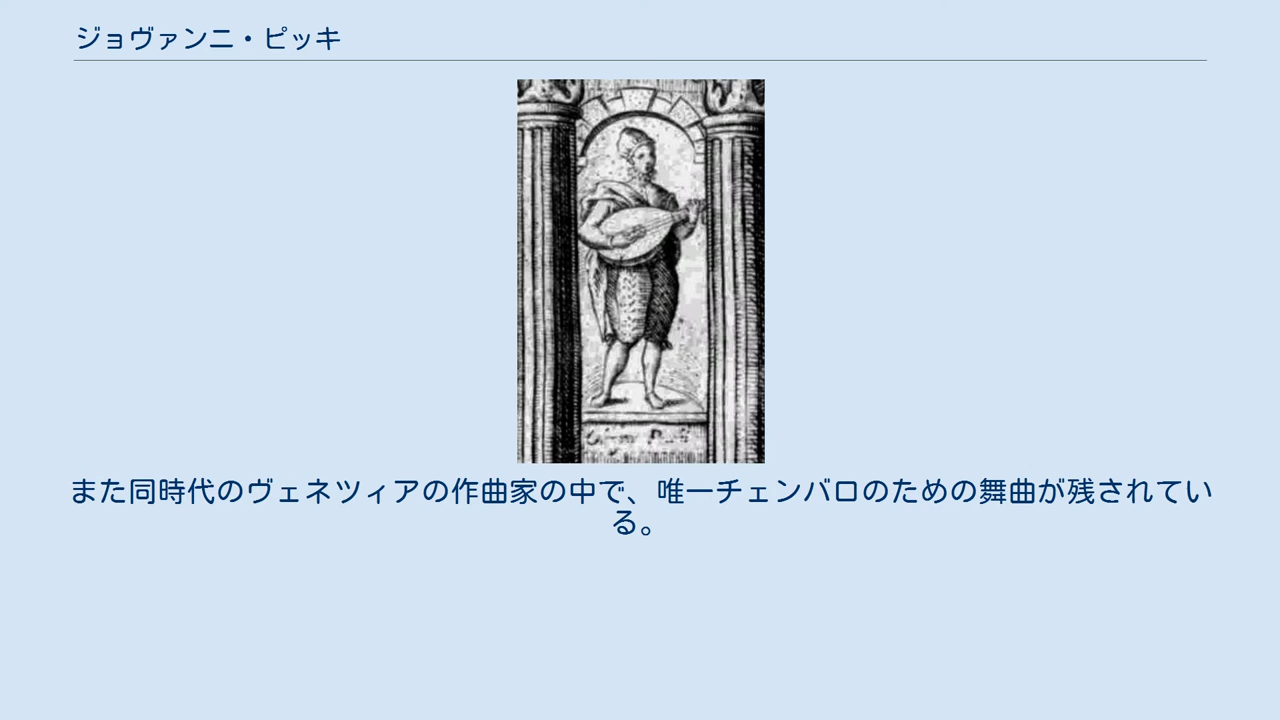 ジョヴァンニ・ピッキ
また同時代のヴェネツィアの作曲家の中で、唯一チェンバロのための舞曲が残されてい
る。